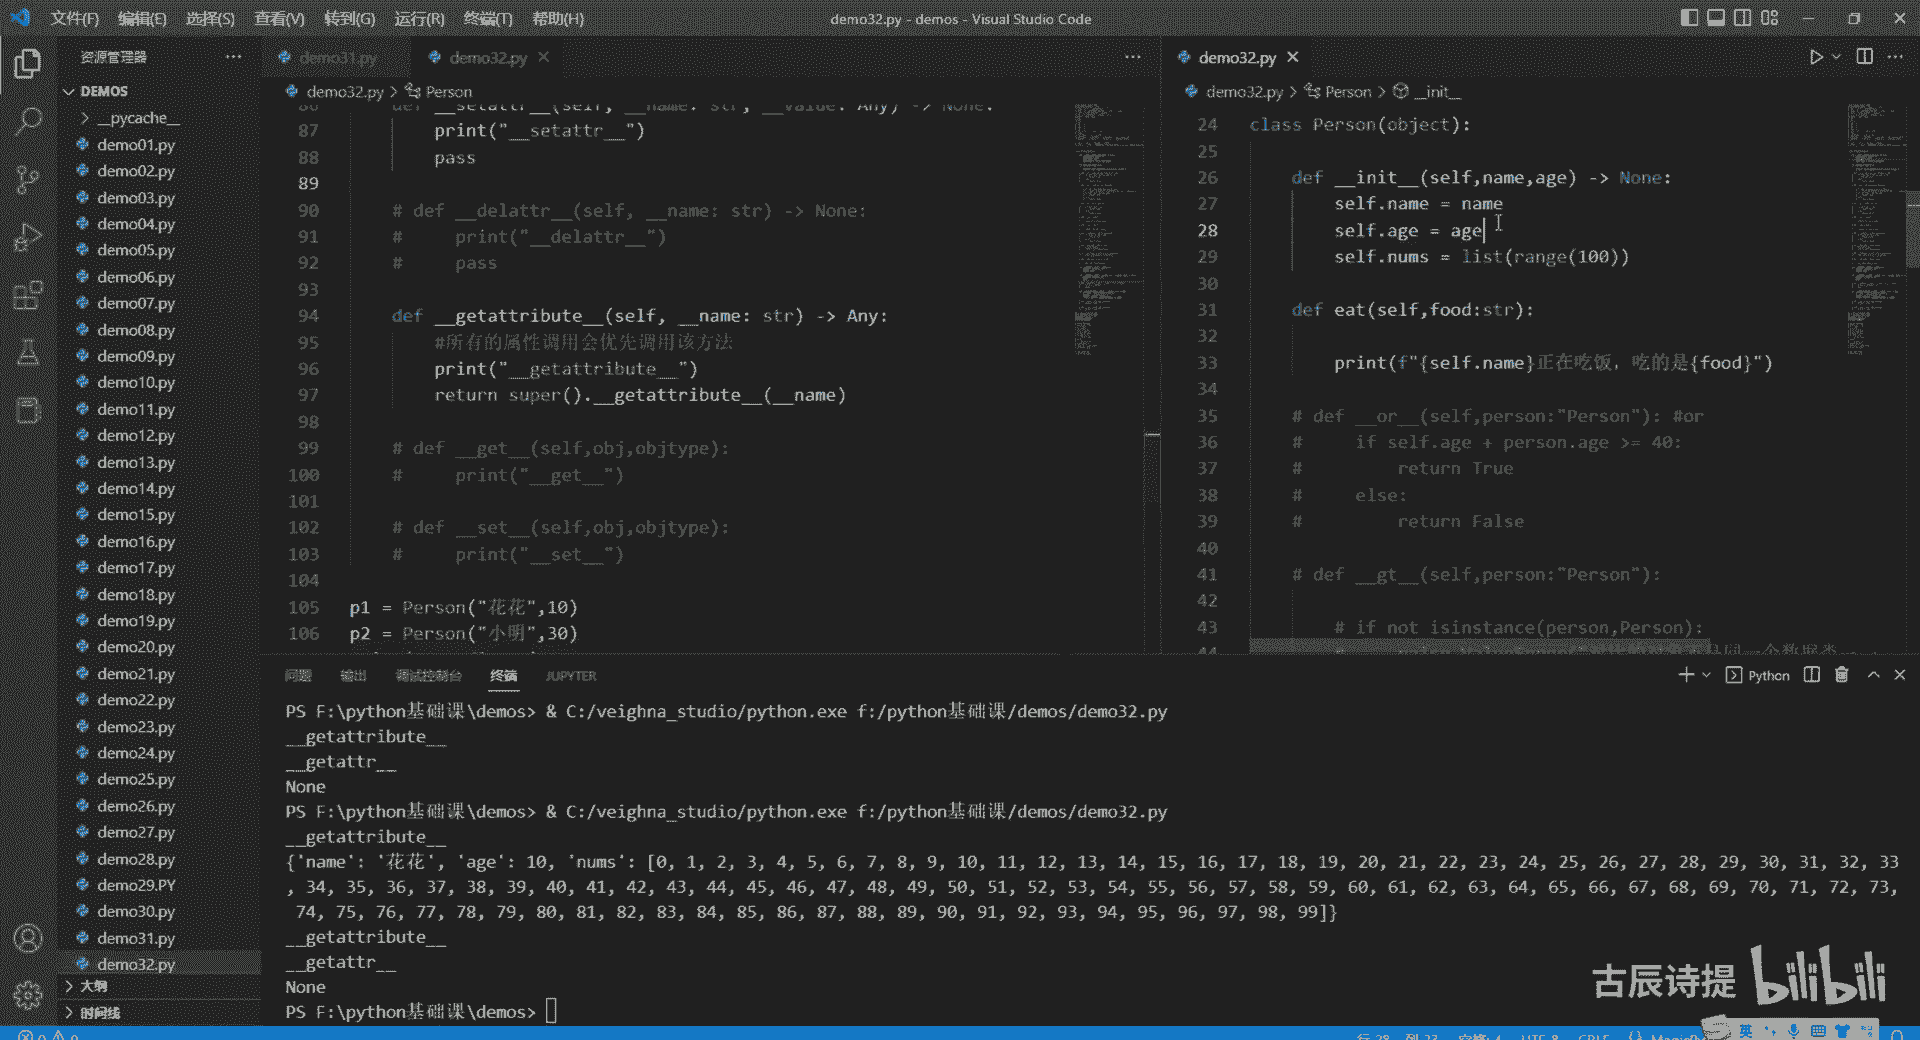 文件(F) 编辑(E) 选择(S) 查看(V) 转到(G) 运行(R) 终端(T) 帮助(H)
demo32.py - demos - Visual Studio Code
资源管理器
DEMOS
__pycache__
demo01.py
demo02.py
demo03.py
demo04.py
demo05.py
demo06.py
demo07.py
demo08.py
demo09.py
demo10.py
demo11.py
demo12.py
demo13.py
demo14.py
demo15.py
demo16.py
demo17.py
demo18.py
demo19.py
demo20.py
demo21.py
demo22.py
demo23.py
demo24.py
demo25.py
demo26.py
demo27.py
demo28.py
demo29.PY
demo30.py
demo31.py
demo32.py
大纲
时间线
demo31.py demo32.py
demo32.py > Person
86 def __setattr__(self, __name: str, __value: Any) -> None:
87 print("__setattr__")
88 pass
89
90 # def __delattr__(self, __name: str) -> None:
91 # print("__delattr__")
92 # pass
93
94 def __getattribute__(self, __name: str) -> Any:
95 #所有的属性调用会优先调用该方法
96 print("__getattribute__")
97 return super().__getattribute__(__name)
98
99 # def __get__(self,obj,objtype):
100 # print("__get__")
101
102 # def __set__(self,obj,objtype):
103 # print("__set__")
104
105 p1 = Person("花花",10)
106 p2 = Person("小明",30)
demo32.py
demo32.py > Person > __init__
24 class Person(object):
25
26 def __init__(self,name,age) -> None:
27 self.name = name
28 self.age = age
29 self.nums = list(range(100))
30
31 def eat(self,food:str):
32
33 print(f"{self.name}正在吃饭，吃的是{food}")
34
35 # def __or__(self,person:"Person"): #or
36 # if self.age + person.age >= 40:
37 # return True
38 # else:
39 # return False
40
41 # def __gt__(self,person:"Person"):
42
43 # if not isinstance(person,Person):
44
问题 输出 调试控制台 终端 JUPYTER
Python
PS F:\python基础课\demos> & C:/veighna_studio/python.exe f:/python基础课/demos/demo32.py
__getattribute__
__getattr__
None
PS F:\python基础课\demos> & C:/veighna_studio/python.exe f:/python基础课/demos/demo32.py
__getattribute__
{'name': '花花', 'age': 10, 'nums': [0, 1, 2, 3, 4, 5, 6, 7, 8, 9, 10, 11, 12, 13, 14, 15, 16, 17, 18, 19, 20, 21, 22, 23, 24, 25, 26, 27, 28, 29, 30, 31, 32, 33
, 34, 35, 36, 37, 38, 39, 40, 41, 42, 43, 44, 45, 46, 47, 48, 49, 50, 51, 52, 53, 54, 55, 56, 57, 58, 59, 60, 61, 62, 63, 64, 65, 66, 67, 68, 69, 70, 71, 72, 73,
74, 75, 76, 77, 78, 79, 80, 81, 82, 83, 84, 85, 86, 87, 88, 89, 90, 91, 92, 93, 94, 95, 96, 97, 98, 99]}
__getattribute__
__getattr__
None
PS F:\python基础课\demos>
古辰诗提 bilibili
英